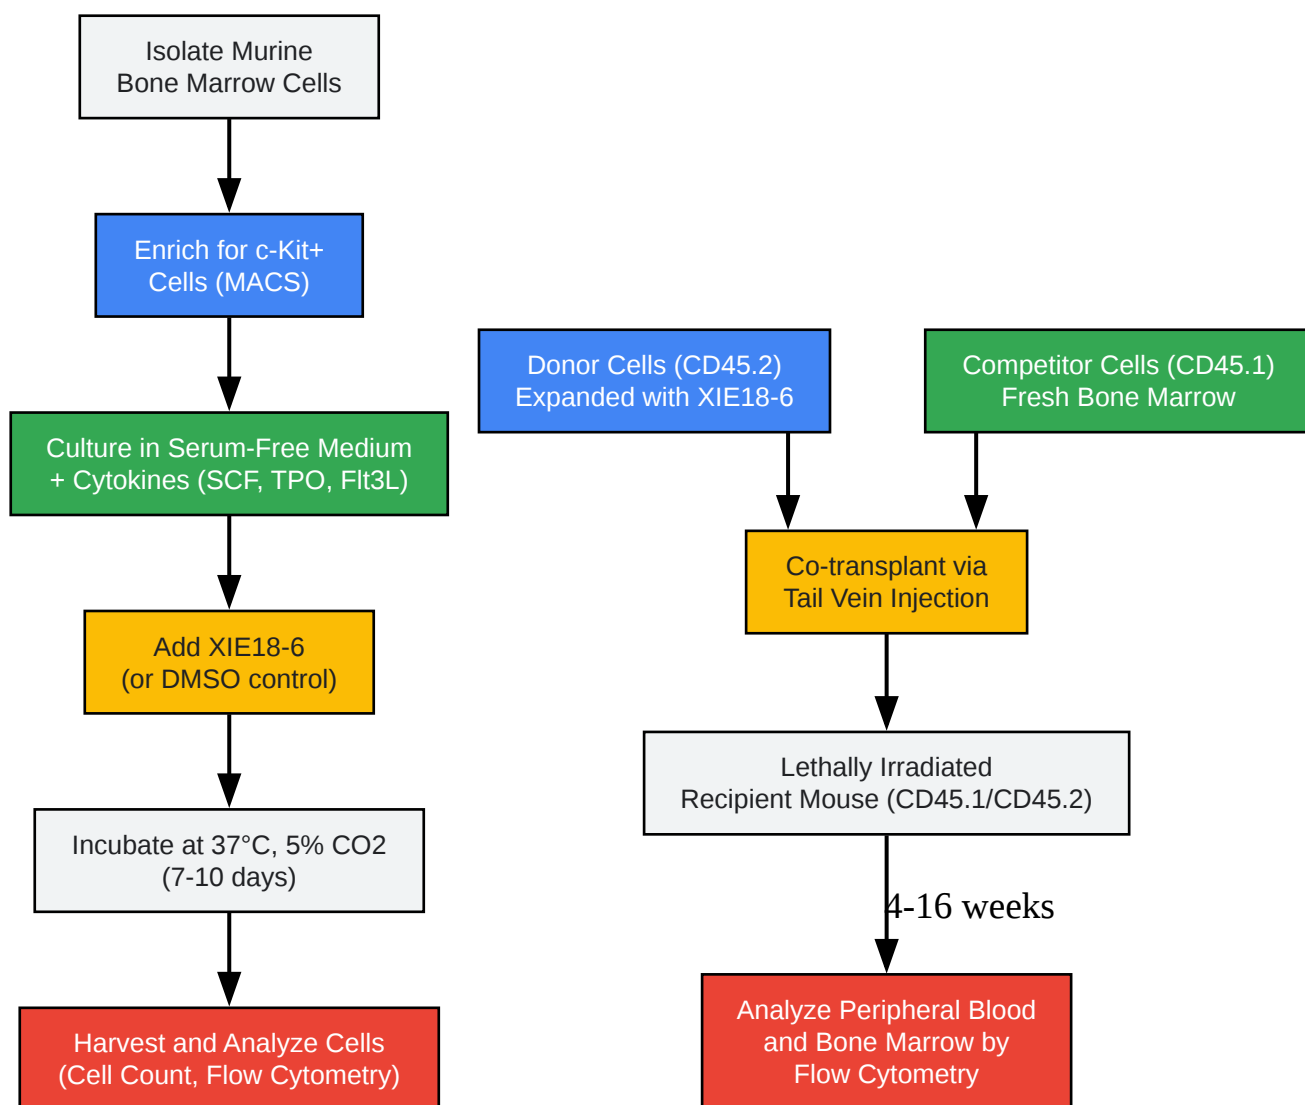 Isolate Murine
Bone Marrow Cells
Enrich for c-Kit+
Cells (MACS)
Culture in Serum-Free Medium
+ Cytokines (SCF, TPO, Flt3L)
Add XIE18-6
(or DMSO control)
Incubate at 37°C, 5% CO2
(7-10 days)
Harvest and Analyze Cells
(Cell Count, Flow Cytometry)
Donor Cells (CD45.2)
Expanded with XIE18-6
Competitor Cells (CD45.1)
Fresh Bone Marrow
Co-transplant via
Tail Vein Injection
Lethally Irradiated
Recipient Mouse (CD45.1/CD45.2)
4-16 weeks
Analyze Peripheral Blood
and Bone Marrow by
Flow Cytometry